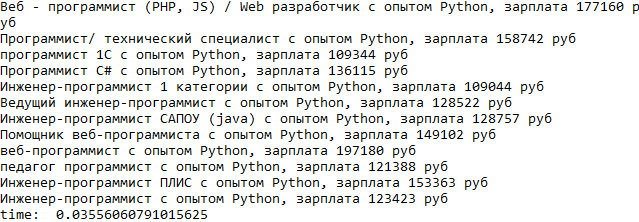 Веб - программист (PHP, JS) / Web разработчик с опытом Python, зарплата 177160 р
уб
Программист/ технический специалист с опытом Python, зарплата 158742 руб
программист 1С с опытом Python, зарплата 109344 руб
Программист C# с опытом Python, зарплата 136115 руб
Инженер-программист 1 категории с опытом Python, зарплата 109044 руб
Ведущий инженер-программист с опытом Python, зарплата 128522 руб
Инженер-программист САПОУ (java) с опытом Python, зарплата 128757 руб
Помощник веб-программиста с опытом Python, зарплата 149102 руб
веб-программист с опытом Python, зарплата 197180 руб
педагог программист с опытом Python, зарплата 121388 руб
Инженер-программист ПЛИС с опытом Python, зарплата 153363 руб
Инженер-программист с опытом Python, зарплата 123423 руб
time:  0.03556060791015625